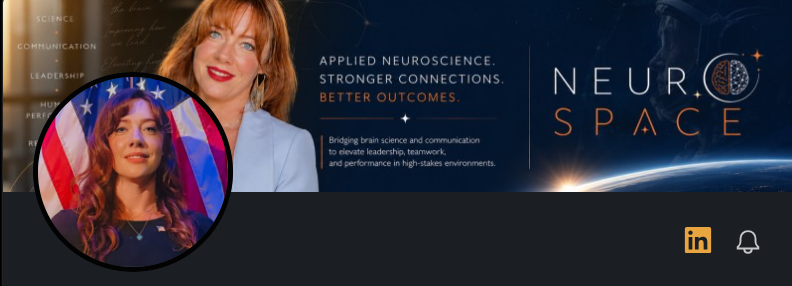 SCIENCE
COMMUNICATION
LEADERSHIP
APPLIED NEUROSCIENCE.
STRONGER CONNECTIONS.
BETTER OUTCOMES.
Bridging brain science and communication
to elevate leadership, teamwork,
and performance in high-stakes environments.
NEURO
SPACE
in